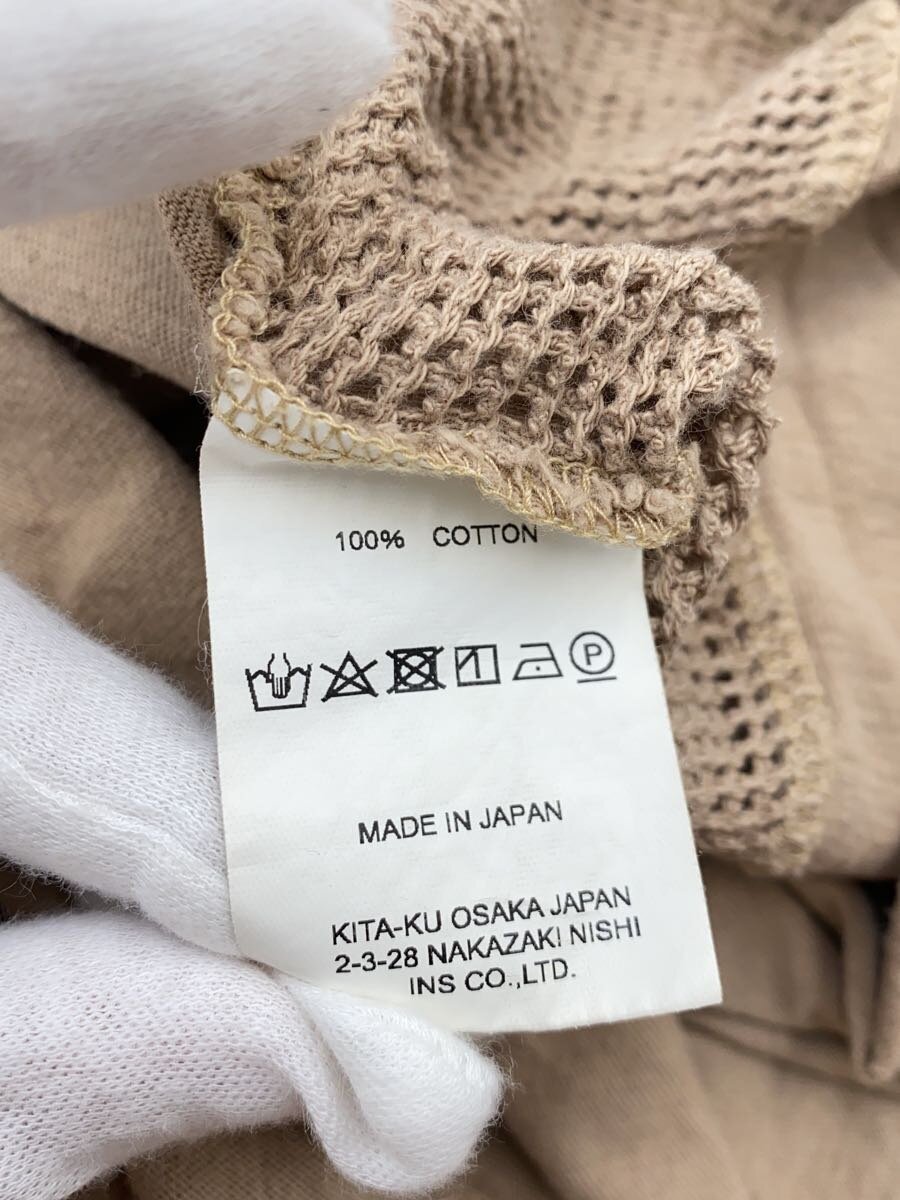 100% COTTON
P
MADE IN JAPAN
KITA-KU OSAKA JAPAN
2-3-28 NAKAZAKI NISHI
INS CO.,LTD.